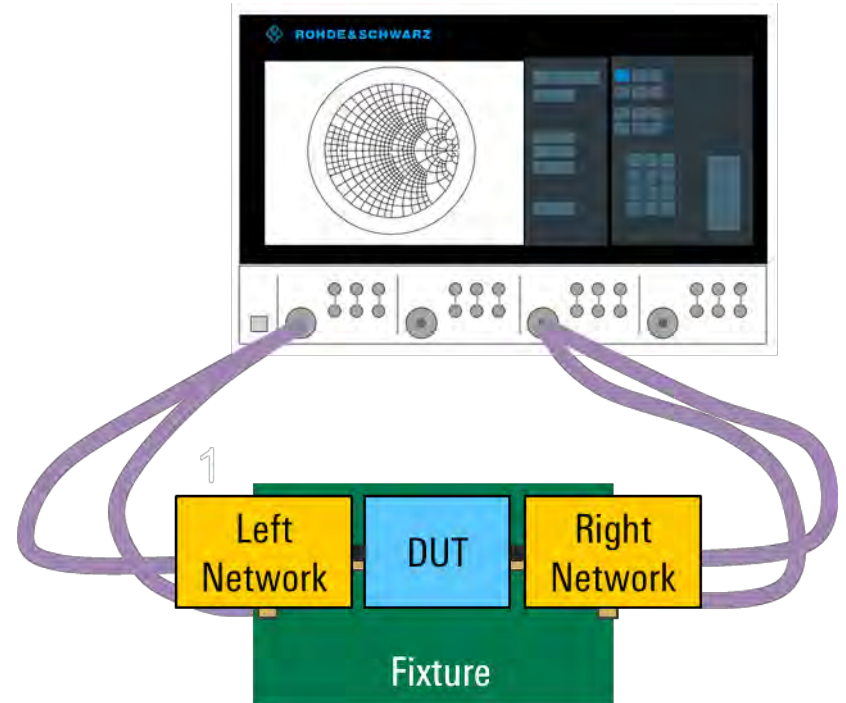 ROHDE&SCHWARZ
1
Left
Network
DUT
Right
Network
Fixture